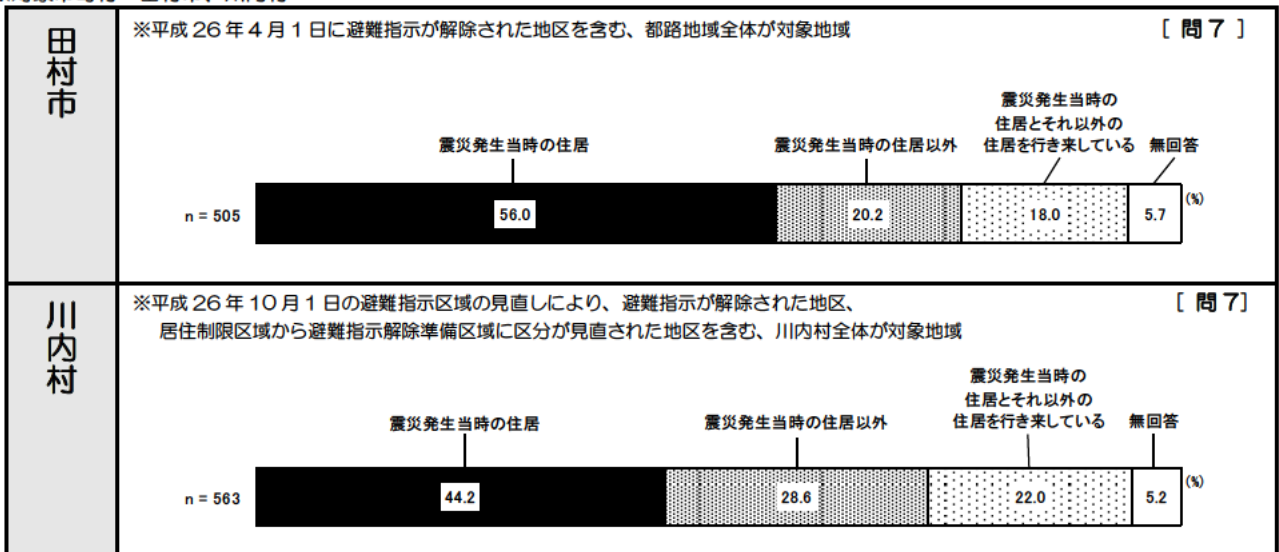 田村市
※平成26年4月1日に避難指示が解除された地区を含む、都路地域全体が対象地域
[ 問7 ]
震災発生当時の住居
震災発生当時の住居以外
震災発生当時の
住居とそれ以外の
住居を行き来している
無回答
n = 505
56.0
20.2
18.0
5.7
(%)
川内村
※平成26年10月1日の避難指示区域の見直しにより、避難指示が解除された地区、
居住制限区域から避難指示解除準備区域に区分が見直された地区を含む、川内村全体が対象地域
[ 問7]
震災発生当時の住居
震災発生当時の住居以外
震災発生当時の
住居とそれ以外の
住居を行き来している
無回答
n = 563
44.2
28.6
22.0
5.2
(%)